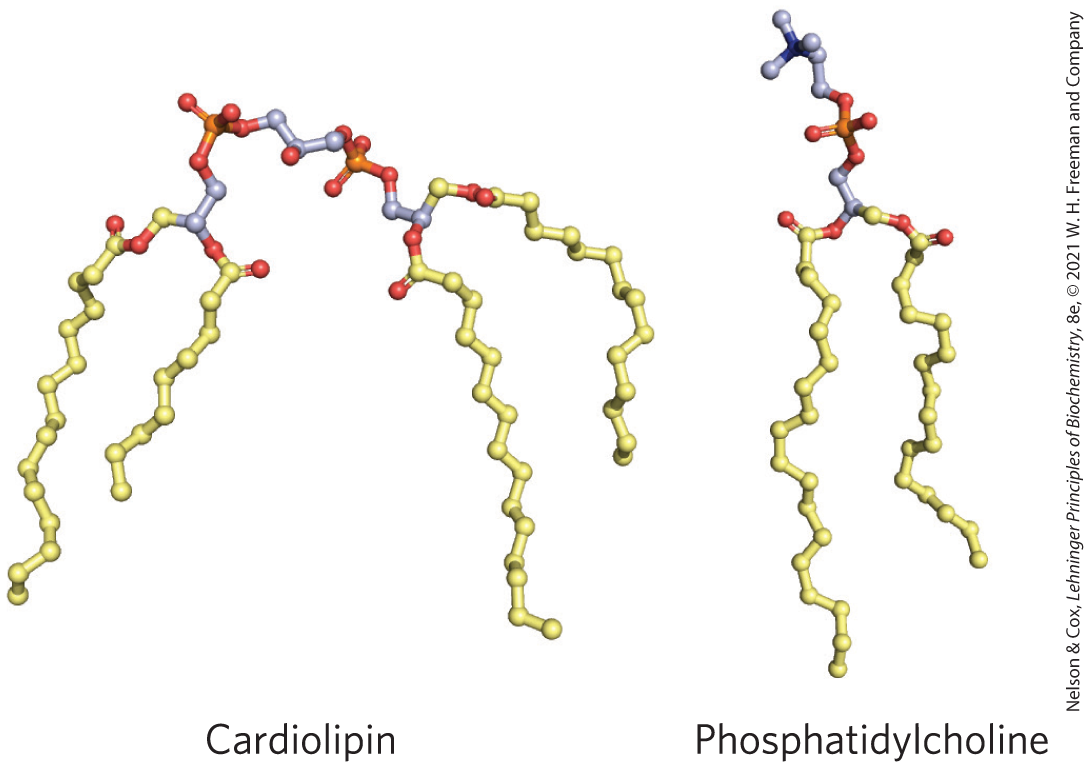 Cardiolipin
Phosphatidylcholine
Nelson & Cox, Lehninger Principles of Biochemistry, 8e, © 2021 W. H. Freeman and Company